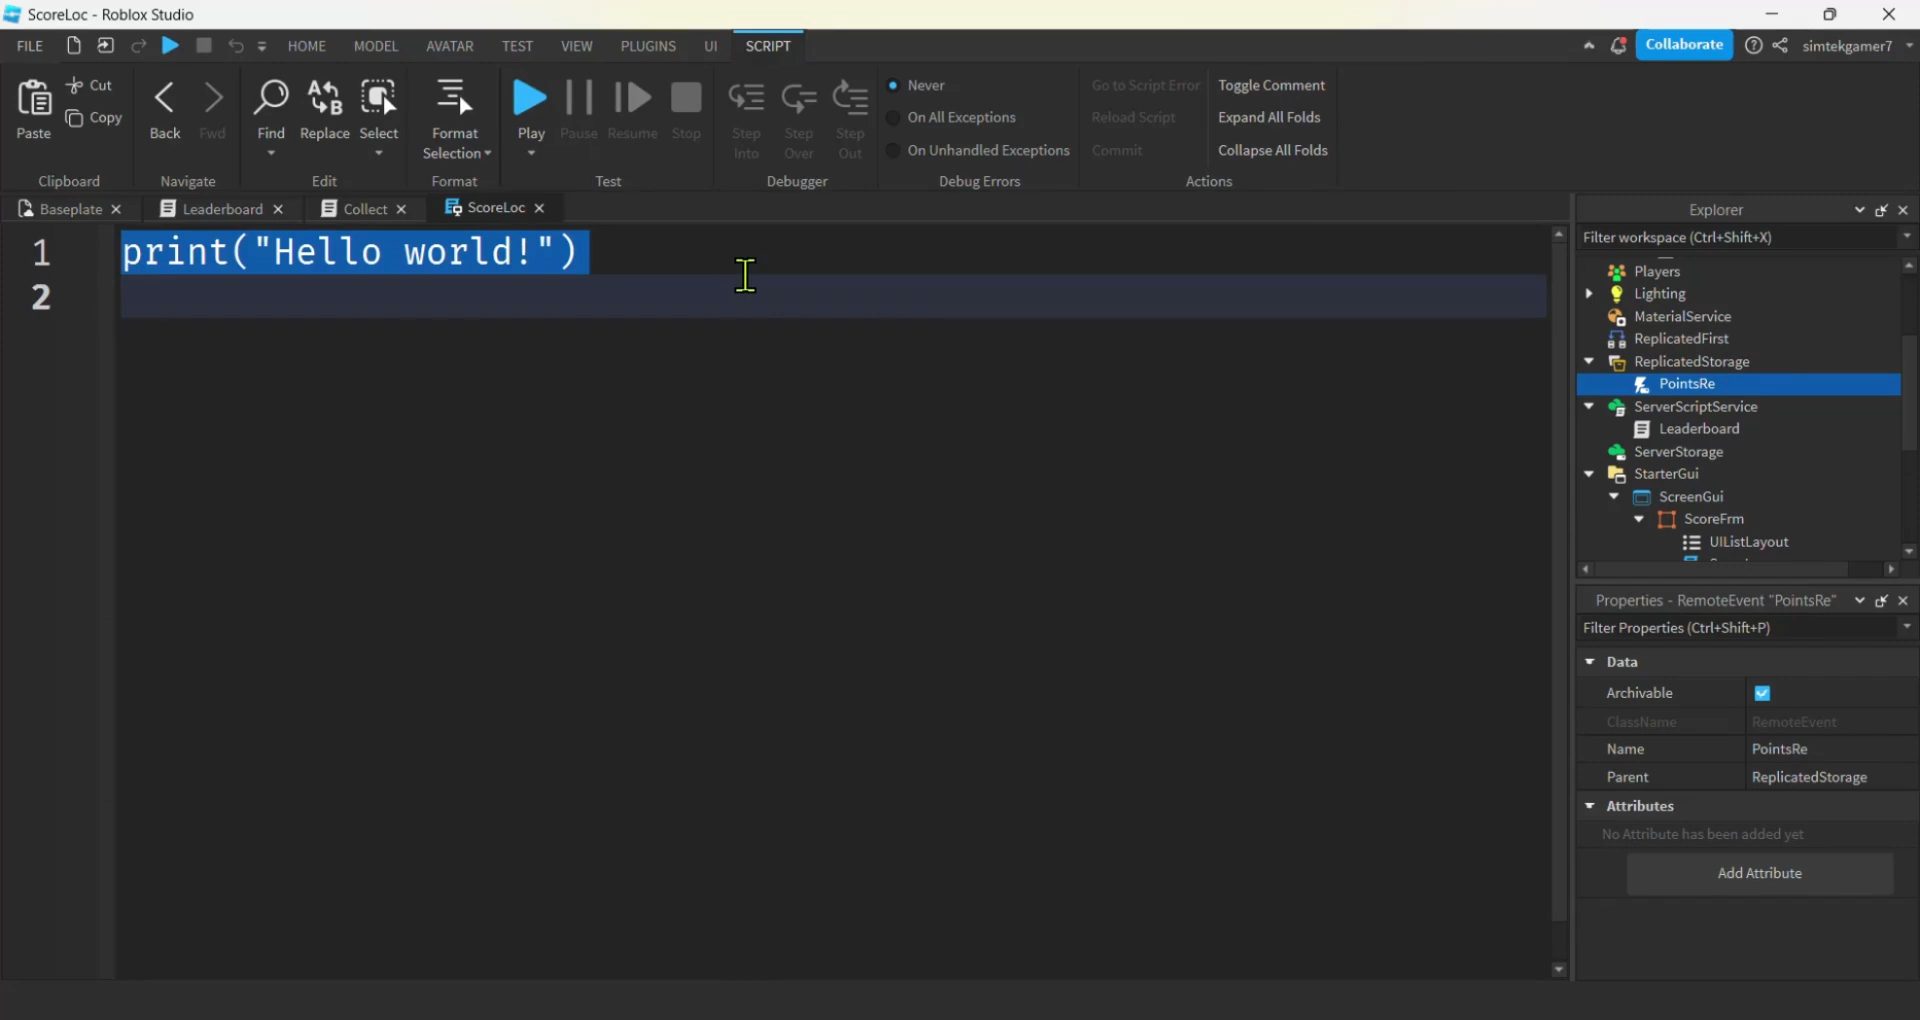 ScoreLoc - Roblox Studio
FILE HOME MODEL AVATAR TEST VIEW PLUGINS UI SCRIPT Collaborate simtekgamer7
Paste Cut Copy
Clipboard
Back Fwd
Navigate
Find Replace Select
Edit
Format Selection
Format
Play Pause Resume Stop
Test
Step Into Step Over Step Out
Debugger
Never
On All Exceptions
On Unhandled Exceptions
Debug Errors
Go to Script Error
Reload Script
Commit
Toggle Comment
Expand All Folds
Collapse All Folds
Actions
Baseplate Leaderboard Collect ScoreLoc
1 print("Hello world!")
2
Explorer
Filter workspace (Ctrl+Shift+X)
Players
Lighting
MaterialService
ReplicatedFirst
ReplicatedStorage
PointsRe
ServerScriptService
Leaderboard
ServerStorage
StarterGui
ScreenGui
ScoreFrm
UIListLayout
Properties - RemoteEvent "PointsRe"
Filter Properties (Ctrl+Shift+P)
Data
Archivable
ClassName RemoteEvent
Name PointsRe
Parent ReplicatedStorage
Attributes
No Attribute has been added yet
Add Attribute